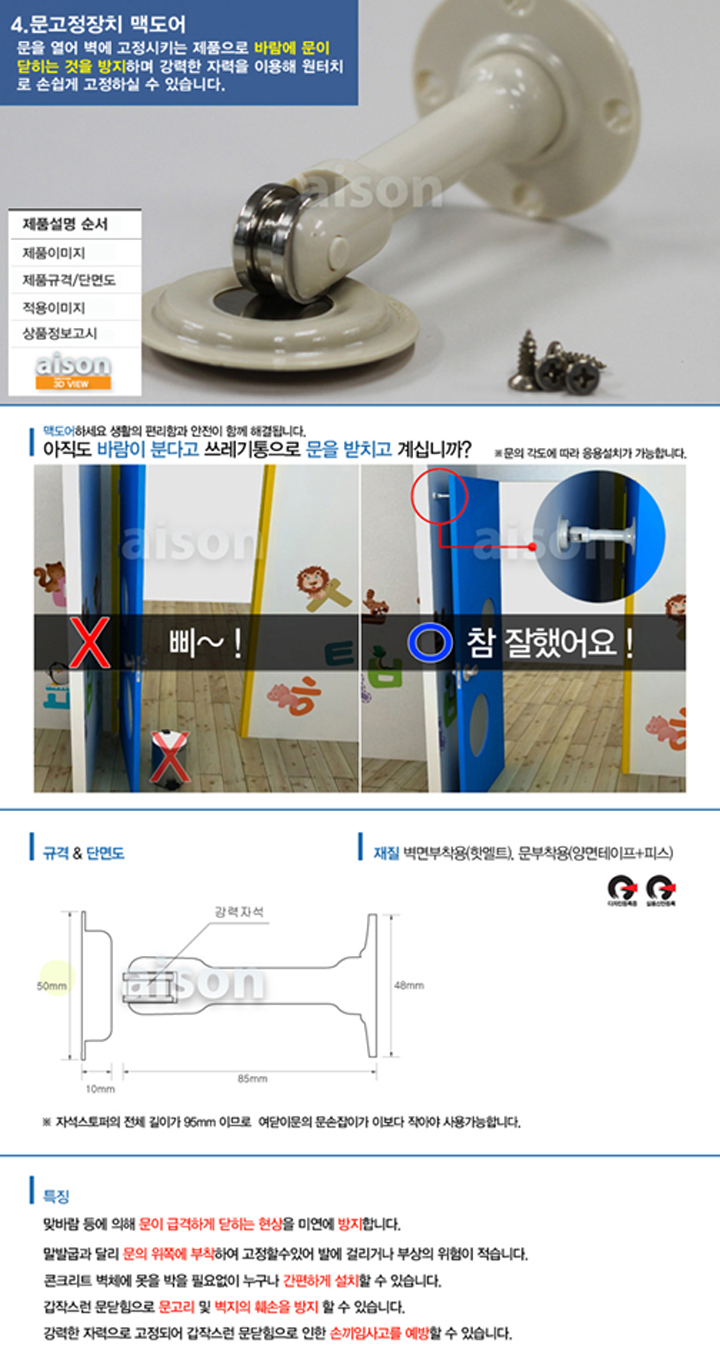 4.문고정장치 맥도어
문을 열어 벽에 고정시키는 제품으로 바람에 문이
닫히는 것을 방지하며 강력한 자력을 이용해 원터치
로 손쉽게 고정하실 수 있습니다.
aison
제품설명 순서
제품이미지
제품규격/단면도
적용이미지
상품정보고시
aison
3D VIEW
맥도어하세요 생활의 편리함과 안전이 함께 해결됩니다.
아직도 바람이 분다고 쓰레기통으로 문을 받치고 계십니까?
※문의 각도에 따라 응용설치가 가능합니다.
aison
aison
X 삐~ !
O 참 잘했어요 !
X
규격 & 단면도
재질 벽면부착용(핫멜트), 문부착용(양면테이프+피스)
디자인등록증
실용신안등록
강력자석
aison
50mm
48mm
85mm
10mm
※ 자석스토퍼의 전체 길이가 95mm 이므로 여닫이문의 문손잡이가 이보다 작아야 사용가능합니다.
특징
맞바람 등에 의해 문이 급격하게 닫히는 현상을 미연에 방지합니다.
말발굽과 달리 문의 위쪽에 부착하여 고정할수있어 발에 걸리거나 부상의 위험이 적습니다.
콘크리트 벽체에 못을 박을 필요없이 누구나 간편하게 설치할 수 있습니다.
갑작스런 문닫힘으로 문고리 및 벽지의 훼손을 방지 할 수 있습니다.
강력한 자력으로 고정되어 갑작스런 문닫힘으로 인한 손끼임사고를 예방할 수 있습니다.